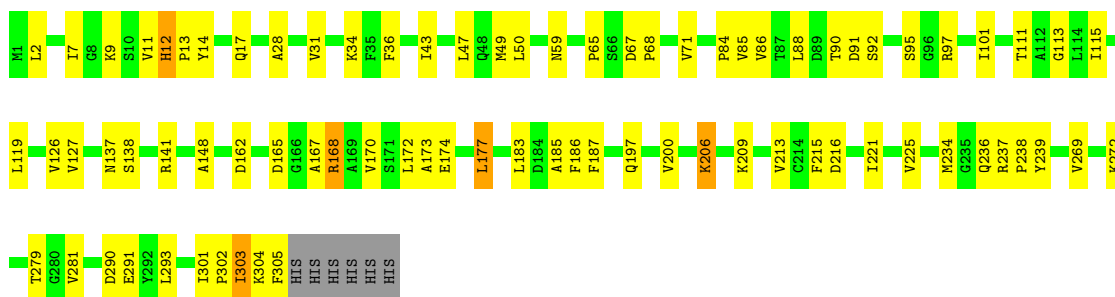 M1 L2 I7 G8 K9 S10 V11 H12 P13 Y14 Q17 A28 V31 K34 F35 F36 I43 L47 Q48 M49 L50 N59 P65 S66 D67 P68 V71 P84 V85 V86 T87 L88 D89 T90 D91 S92 S95 G96 R97 I101 T111 A112 G113 L114 I115
L119 V126 V127 N137 S138 R141 A148 D162 D165 G166 A167 R168 A169 V170 S171 L172 A173 E174 L177 L183 D184 A185 F186 F187 Q197 V200 K206 K209 V213 C214 F215 D216 I221 V225 M234 G235 Q236 R237 P238 Y239 V269
T279 G280 V281 D290 E291 Y292 L293 I301 P302 I303 K304 F305 HIS HIS HIS HIS HIS HIS